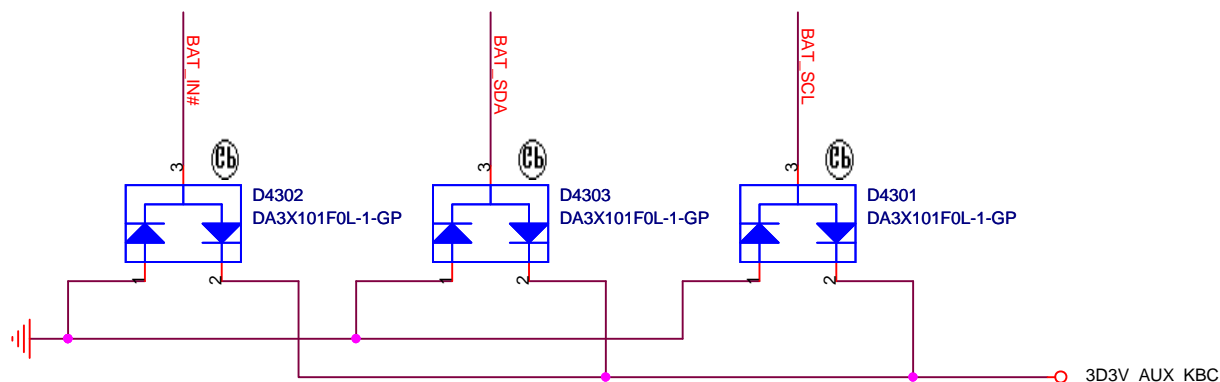 BAT_IN#
BAT_SDA
BAT_SCL
3
Cb
3
Cb
3
Cb
D4302
DA3X101F0L-1-GP
D4303
DA3X101F0L-1-GP
D4301
DA3X101F0L-1-GP
1
2
1
2
1
2
3D3V_AUX_KBC